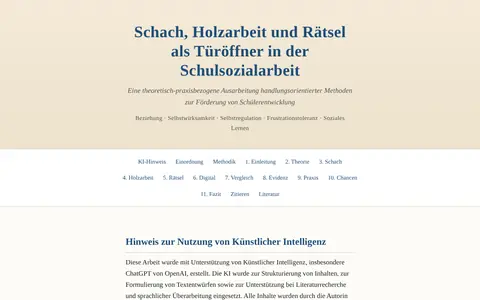 Schach, Holzarbeit und Rätsel
als Türöffner in der
Schulsozialarbeit
Eine theoretisch-praxisbezogene Ausarbeitung handlungsorientierter Methoden
zur Förderung von Schülerentwicklung
Beziehung · Selbstwirksamkeit · Selbstregulation · Frustrationstoleranz · Soziales
Lernen
KI-Hinweis Einordnung Methodik 1. Einleitung 2. Theorie 3. Schach
4. Holzarbeit 5. Rätsel 6. Digital 7. Vergleich 8. Evidenz 9. Praxis 10. Chancen
11. Fazit Zitieren Literatur
Hinweis zur Nutzung von Künstlicher Intelligenz
Diese Arbeit wurde mit Unterstützung von Künstlicher Intelligenz, insbesondere
ChatGPT von OpenAI, erstellt. Die KI wurde zur Strukturierung von Inhalten, zur
Formulierung von Textentwürfen sowie zur Unterstützung bei Literaturrecherche
und sprachlicher Überarbeitung eingesetzt. Alle Inhalte wurden durch die Autorin